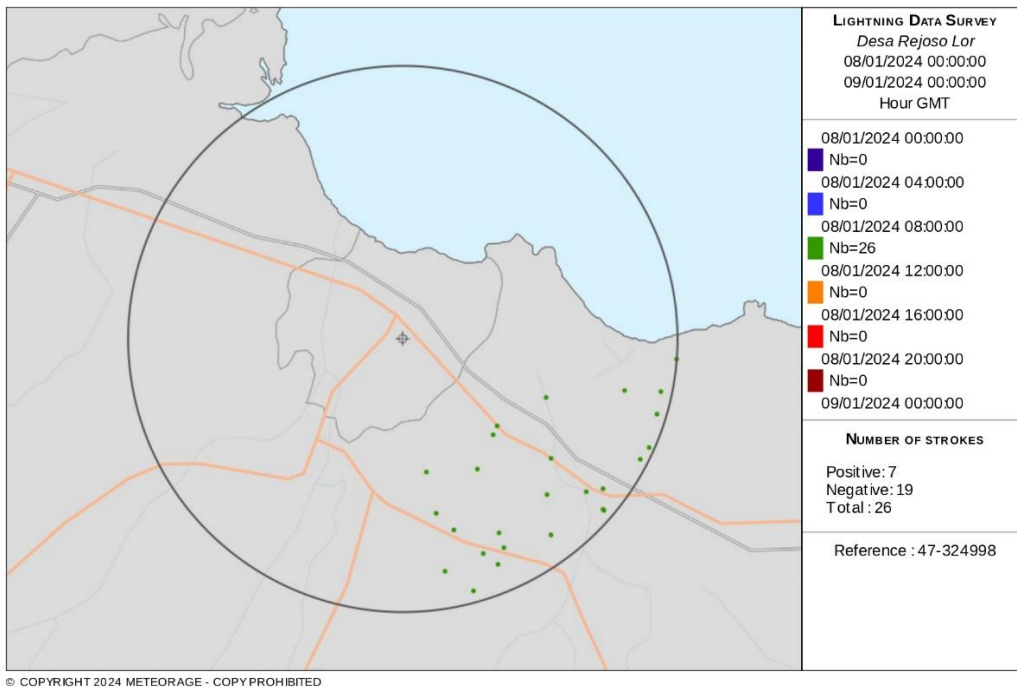 LIGHTNING DATA SURVEY
Desa Rejoso Lor
08/01/2024 00:00:00
09/01/2024 00:00:00
Hour GMT
08/01/2024 00:00:00
Nb=0
08/01/2024 04:00:00
Nb=0
08/01/2024 08:00:00
Nb=26
08/01/2024 12:00:00
Nb=0
08/01/2024 16:00:00
Nb=0
08/01/2024 20:00:00
Nb=0
09/01/2024 00:00:00
NUMBER OF STROKES
Positive: 7
Negative: 19
Total : 26
Reference : 47-324998
© COPYRIGHT 2024 METEORAGE - COPY PROHIBITED